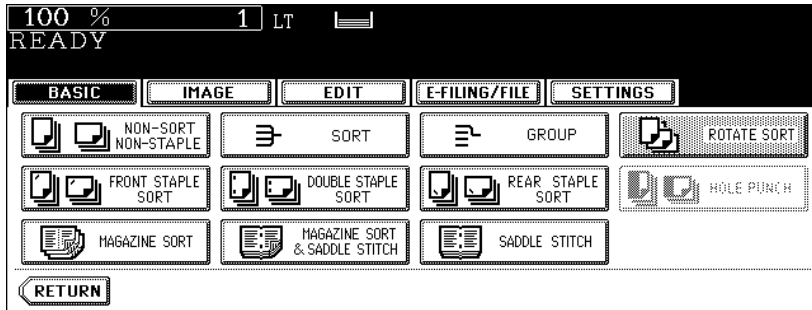 100 % 1 LT
READY
BASIC IMAGE EDIT E-FILING/FILE SETTINGS
NON-SORT
NON-STAPLE
SORT
GROUP
ROTATE SORT
FRONT STAPLE
SORT
DOUBLE STAPLE
SORT
REAR STAPLE
SORT
HOLE PUNCH
MAGAZINE SORT
MAGAZINE SORT
& SADDLE STITCH
SADDLE STITCH
RETURN